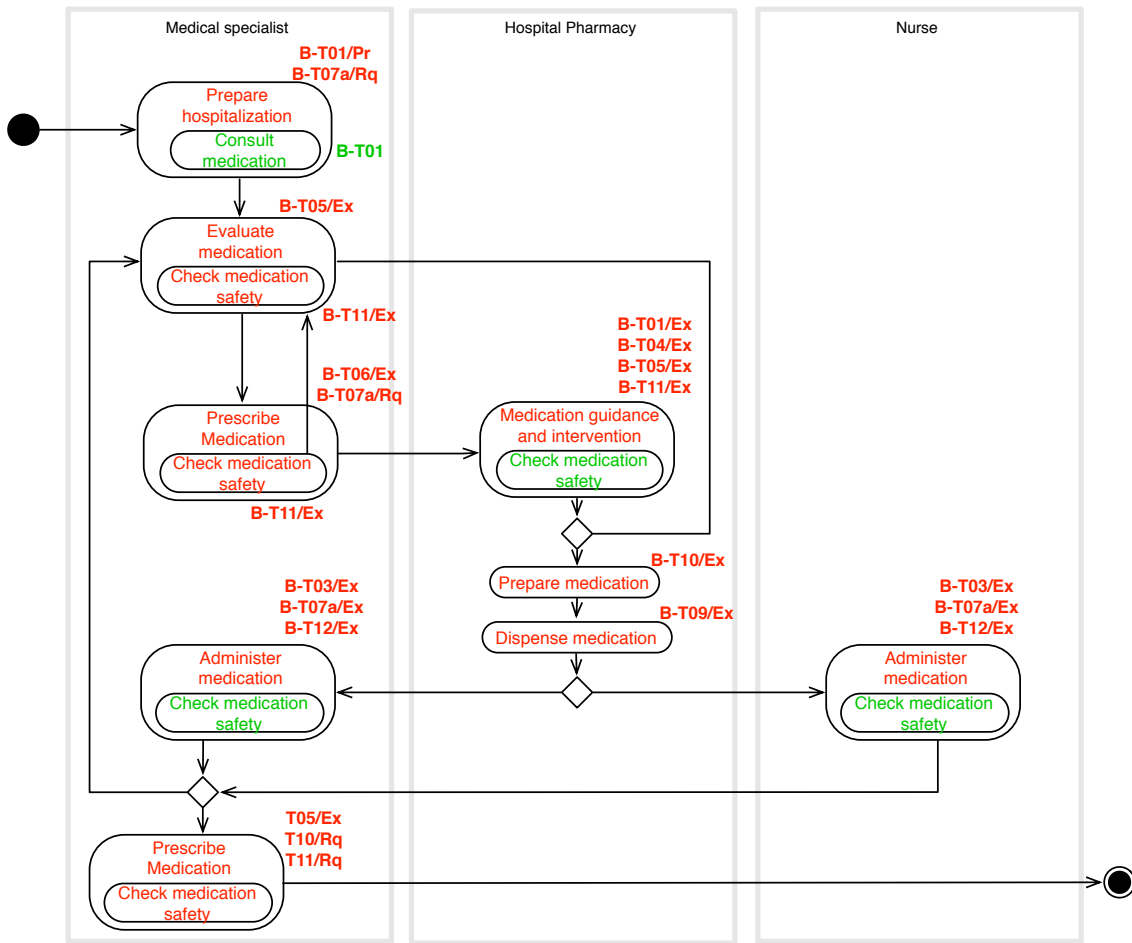 Medical specialist
Hospital Pharmacy
Nurse
B-T01/Pr
B-T07a/Rq
Prepare
hospitalization
Consult
medication
B-T01
B-T05/Ex
Evaluate
medication
Check medication
safety
B-T11/Ex
B-T06/Ex
B-T07a/Rq
Prescribe
Medication
Check medication
safety
B-T11/Ex
B-T01/Ex
B-T04/Ex
B-T05/Ex
B-T11/Ex
Medication guidance
and intervention
Check medication
safety
B-T10/Ex
Prepare medication
B-T09/Ex
Dispense medication
B-T03/Ex
B-T07a/Ex
B-T12/Ex
Administer
medication
Check medication
safety
B-T03/Ex
B-T07a/Ex
B-T12/Ex
Administer
medication
Check medication
safety
T05/Ex
T10/Rq
T11/Rq
Prescribe
Medication
Check medication
safety